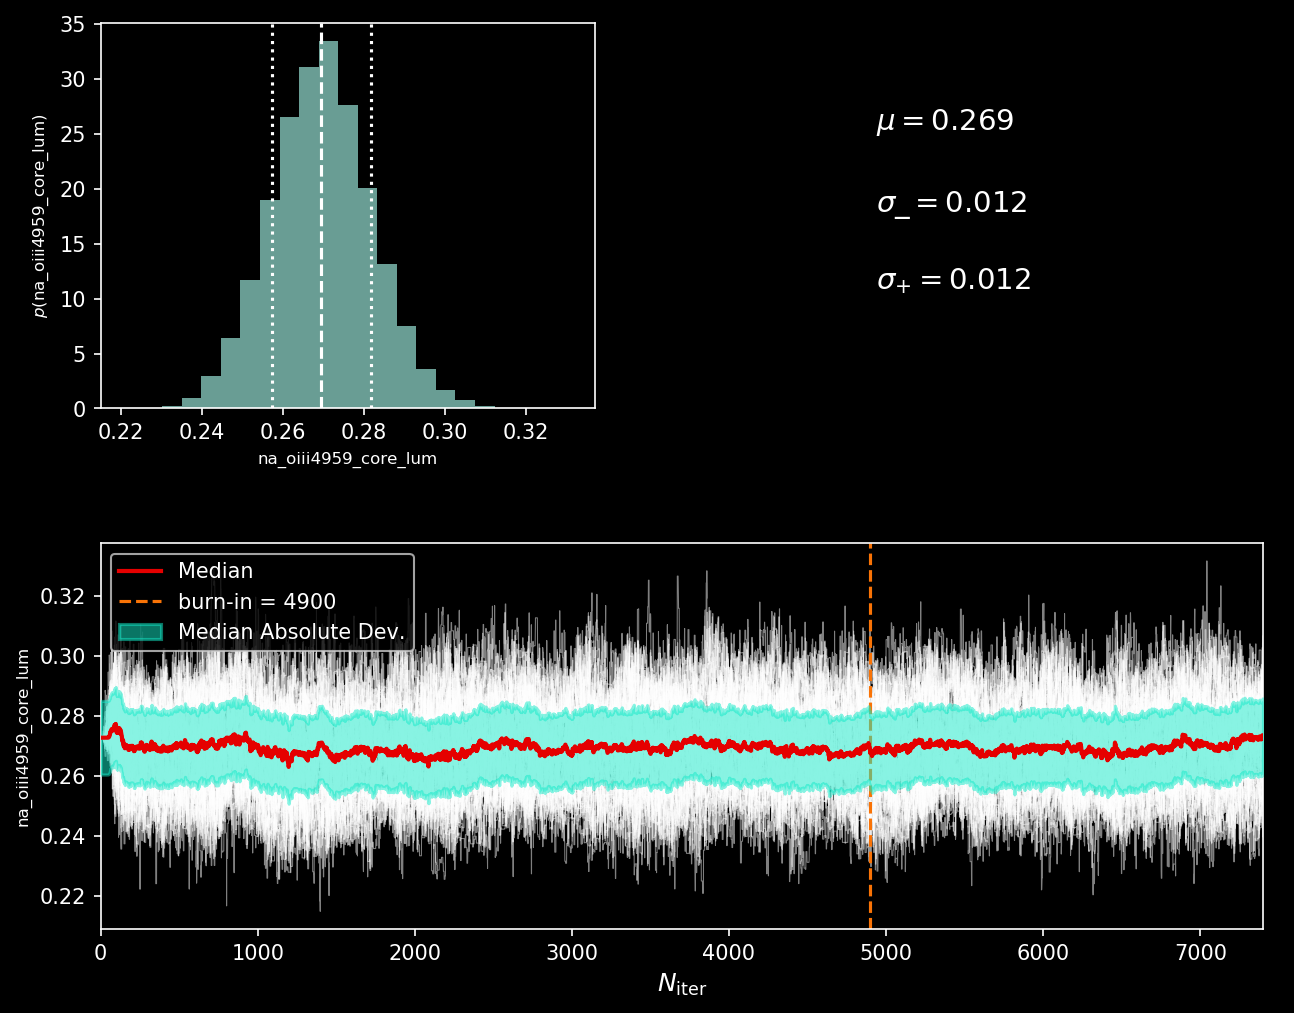 35
30
25
20
15
10
5
0
p(na_oiii4959_core_lum)
0.22 0.24 0.26 0.28 0.30 0.32
na_oiii4959_core_lum
μ = 0.269
σ₋ = 0.012
σ₊ = 0.012
Median
burn-in = 4900
Median Absolute Dev.
0.32
0.30
0.28
0.26
0.24
0.22
na_oiii4959_core_lum
0 1000 2000 3000 4000 5000 6000 7000
N_iter